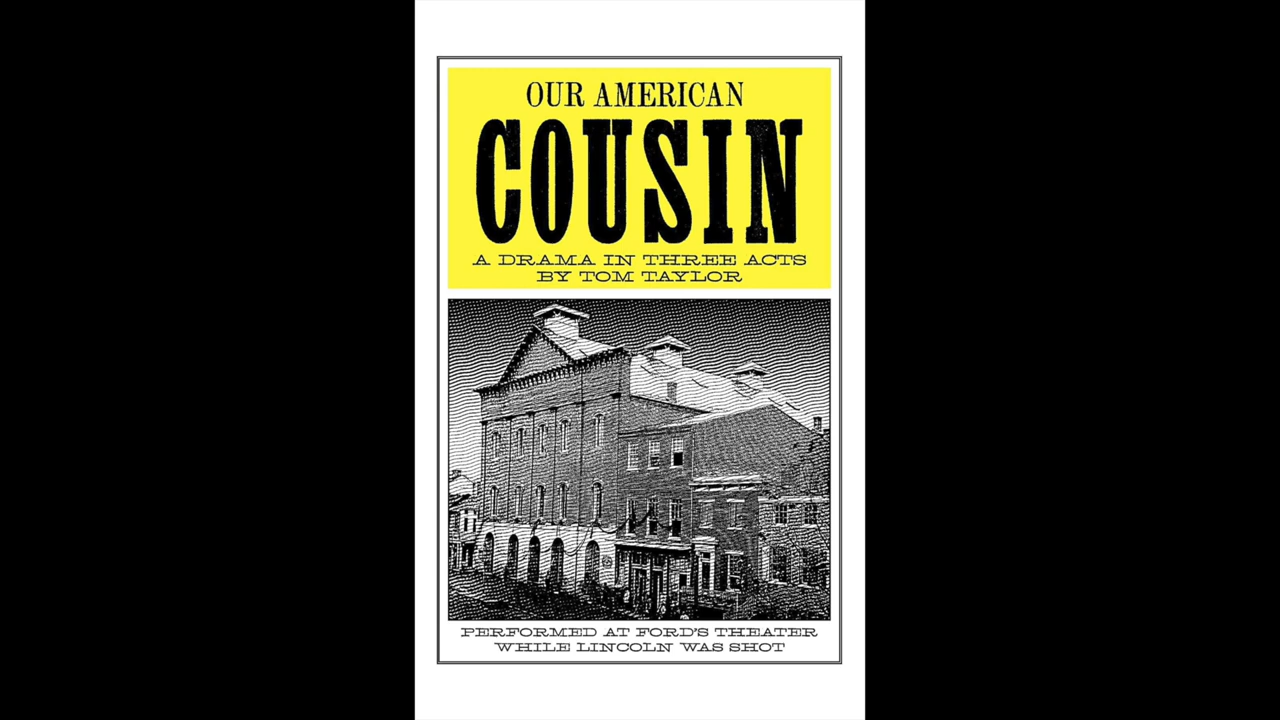 OUR AMERICAN
COUSIN
A DRAMA IN THREE ACTS
BY TOM TAYLOR
PERFORMED AT FORD'S THEATER
WHILE LINCOLN WAS SHOT